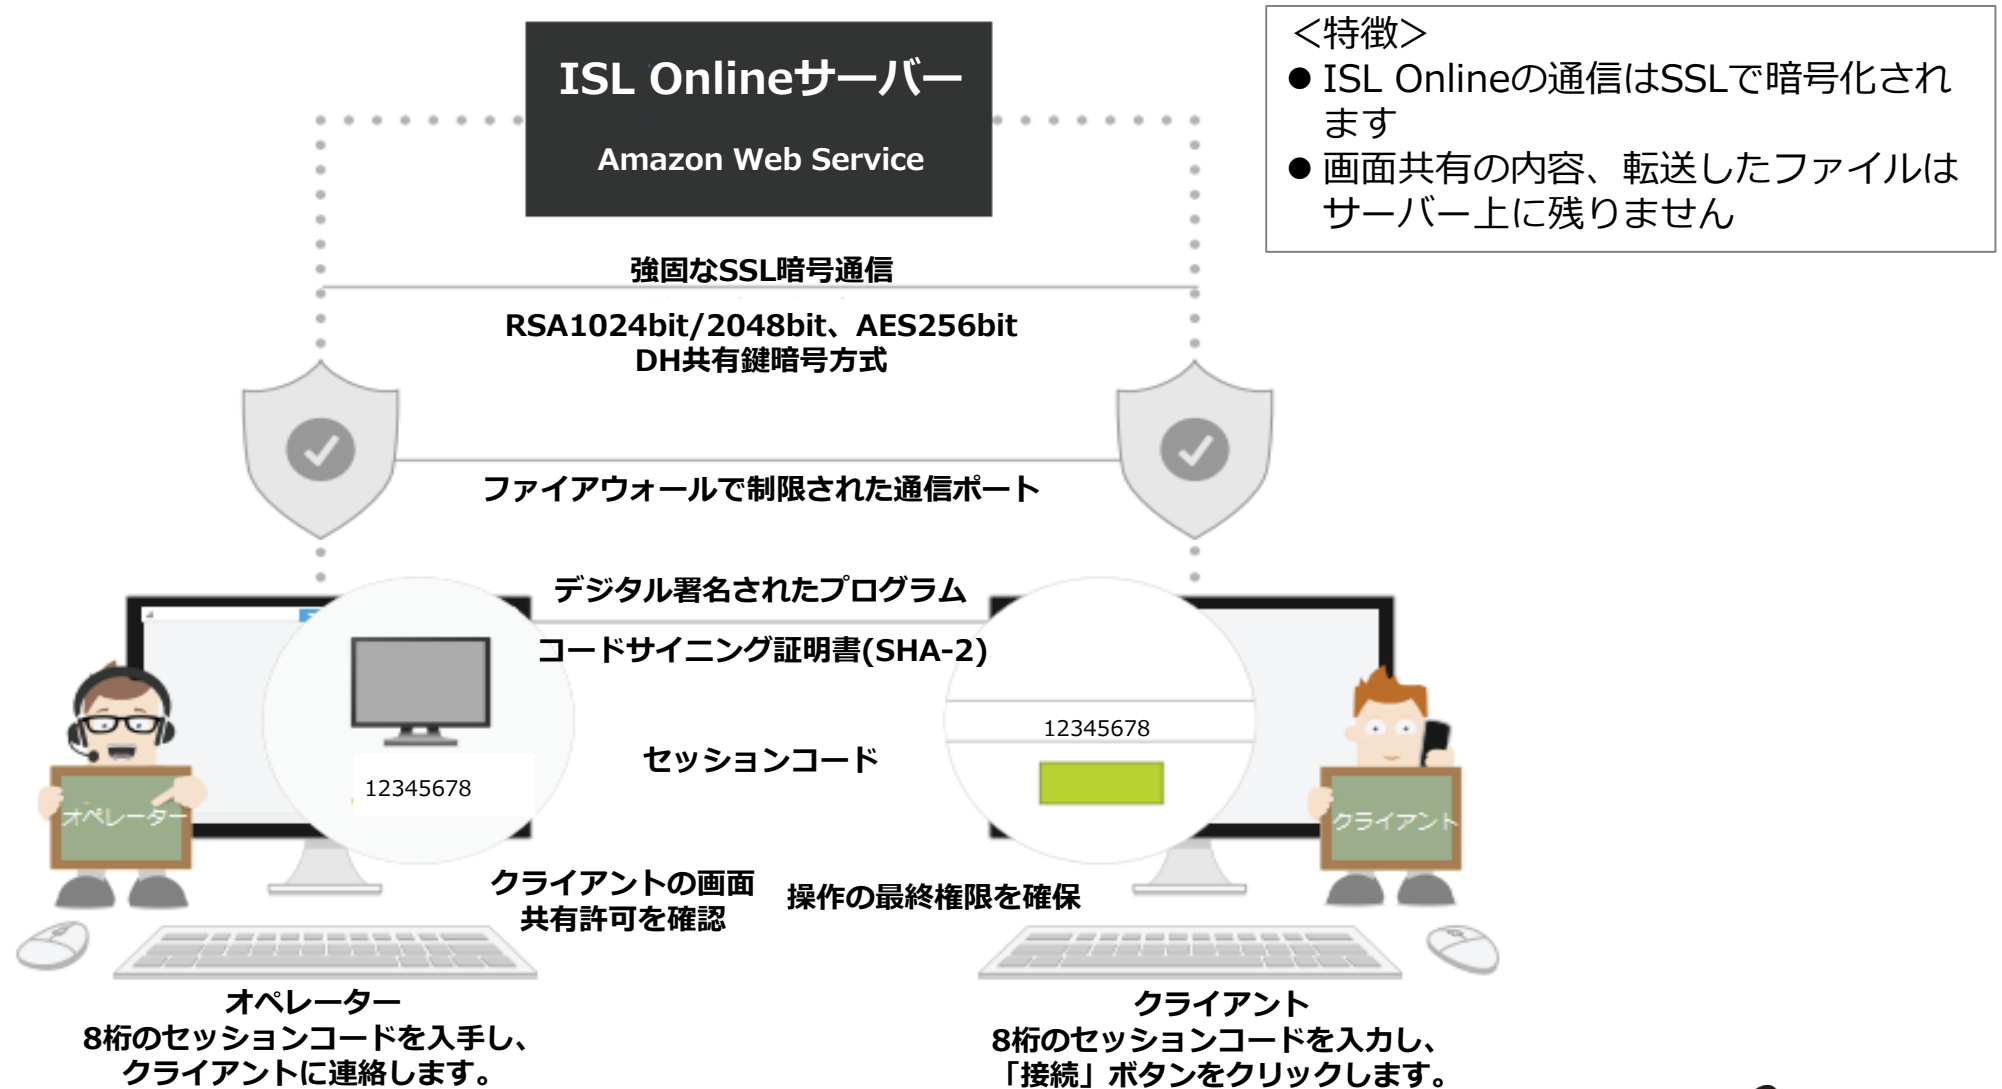 ISL Onlineサーバー
Amazon Web Service
＜特徴＞
● ISL Onlineの通信はSSLで暗号化され
ます
● 画面共有の内容、転送したファイルは
サーバー上に残りません
強固なSSL暗号通信
RSA1024bit/2048bit、AES256bit
DH共有鍵暗号方式
ファイアウォールで制限された通信ポート
デジタル署名されたプログラム
コードサイニング証明書(SHA-2)
12345678
セッションコード
12345678
オペレーター
クライアント
クライアントの画面
共有許可を確認
操作の最終権限を確保
オペレーター
8桁のセッションコードを入手し、
クライアントに連絡します。
クライアント
8桁のセッションコードを入力し、
「接続」ボタンをクリックします。